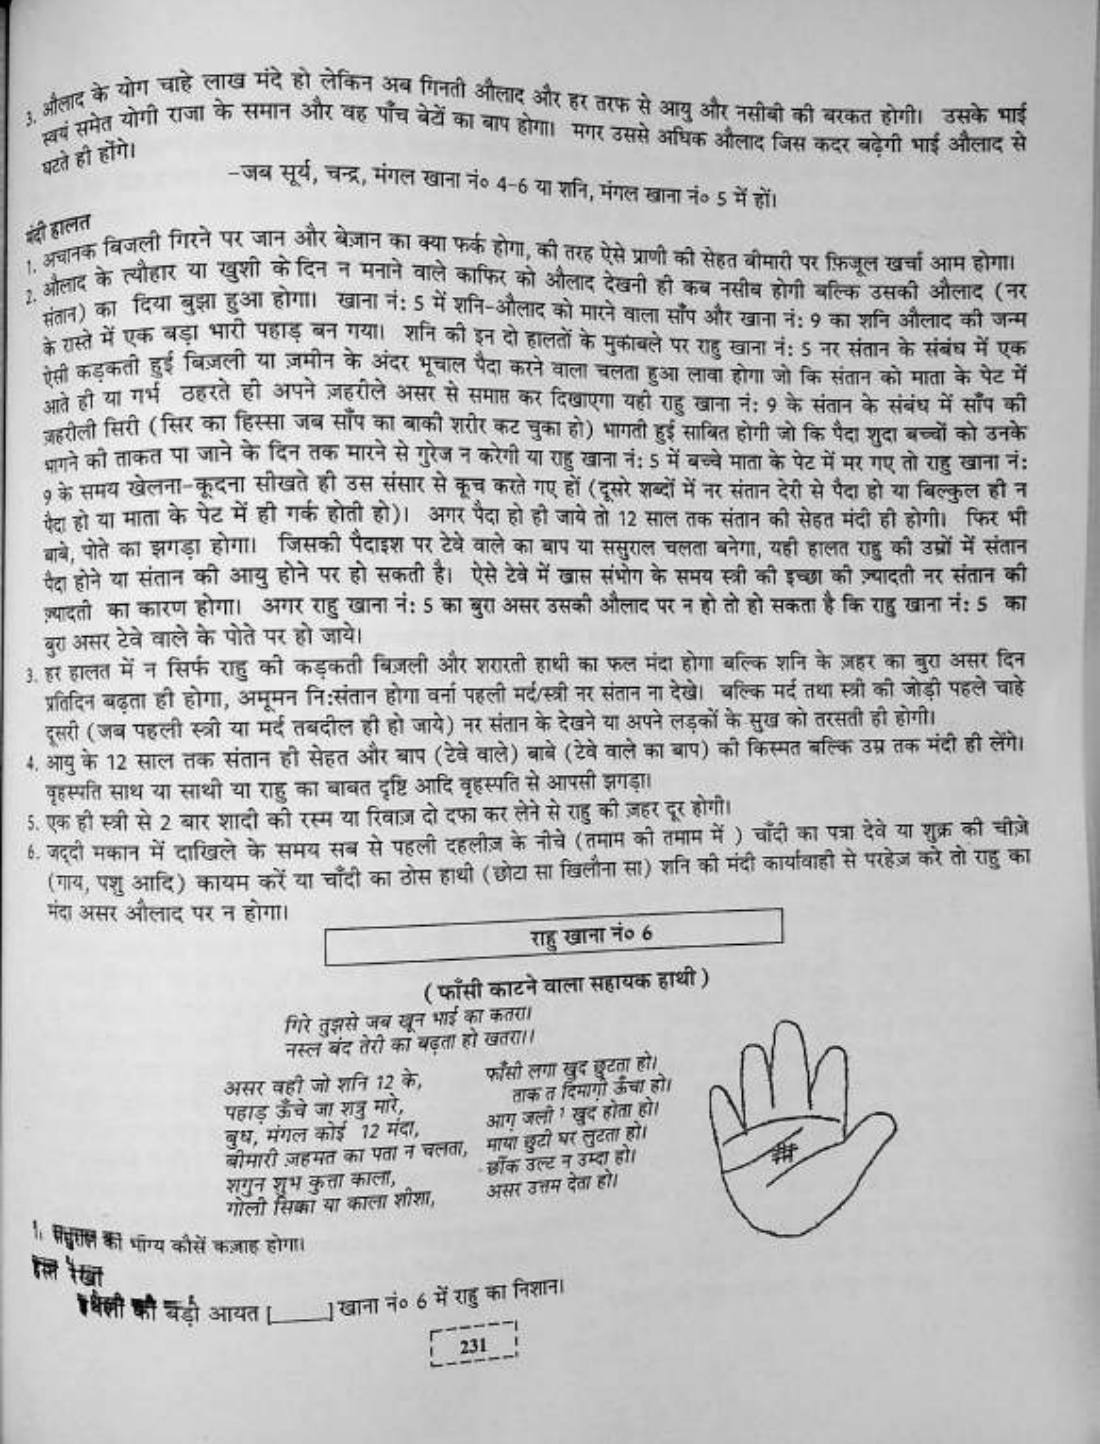 3. औलाद के योग चाहे लाख मंदे हो लेकिन अब गिनती औलाद और हर तरफ से आयु और नसीबी की बरकत होगी। उसके भाई
स्वयं समेत योगी राजा के समान और वह पाँच बेटों का बाप होगा। मगर उससे अधिक औलाद जिस कदर बढ़ेगी भाई औलाद से
घटते ही होंगे।
-जब सूर्य, चन्द्र, मंगल खाना नं० 4-6 या शनि, मंगल खाना नं० 5 में हों।
मंदी हालत
1. अचानक बिजली गिरने पर जान और बेज़ान का क्या फर्क होगा, की तरह ऐसे प्राणी की सेहत बीमारी पर फ़िजूल खर्चा आम होगा।
2. औलाद के त्यौहार या खुशी के दिन न मनाने वाले काफिर को औलाद देखनी ही कब नसीब होगी बल्कि उसकी औलाद (नर
संतान) का दिया बुझा हुआ होगा। खाना नं: 5 में शनि-औलाद को मारने वाला साँप और खाना नं: 9 का शनि औलाद की जन्म
के रास्ते में एक बड़ा भारी पहाड़ बन गया। शनि की इन दो हालतों के मुकाबले पर राहु खाना नं: 5 नर संतान के संबंध में एक
ऐसी कड़कती हुई बिज़ली या ज़मीन के अंदर भूचाल पैदा करने वाला चलता हुआ लावा होगा जो कि संतान को माता के पेट में
आते ही या गर्भ ठहरते ही अपने ज़हरीले असर से समाप्त कर दिखाएगा यही राहु खाना नं: 9 के संतान के संबंध में साँप की
ज़हरीली सिरी (सिर का हिस्सा जब साँप का बाकी शरीर कट चुका हो) भागती हुई साबित होगी जो कि पैदा शुदा बच्चों को उनके
भागने की ताकत पा जाने के दिन तक मारने से गुरेज न करेगी या राहु खाना नं: 5 में बच्चे माता के पेट में मर गए तो राहु खाना नं:
9 के समय खेलना-कूदना सीखते ही उस संसार से कूच करते गए हों (दूसरे शब्दों में नर संतान देरी से पैदा हो या बिल्कुल ही न
पैदा हो या माता के पेट में ही गर्क होती हो)। अगर पैदा हो ही जाये तो 12 साल तक संतान की सेहत मंदी ही होगी। फिर भी
बाबे, पोते का झगड़ा होगा। जिसकी पैदाइश पर टेवे वाले का बाप या ससुराल चलता बनेगा, यही हालत राहु की उम्रों में संतान
पैदा होने या संतान की आयु होने पर हो सकती है। ऐसे टेवे में खास संभोग के समय स्त्री की इच्छा की ज़्यादती नर संतान की
ज़्यादती का कारण होगा। अगर राहु खाना नं: 5 का बुरा असर उसकी औलाद पर न हो तो हो सकता है कि राहु खाना नं: 5 का
बुरा असर टेवे वाले के पोते पर हो जाये।
3. हर हालत में न सिर्फ राहु की कड़कती बिज़ली और शरारती हाथी का फल मंदा होगा बल्कि शनि के ज़हर का बुरा असर दिन
प्रतिदिन बढ़ता ही होगा, अमूमन नि:संतान होगा वर्ना पहली मर्द/स्त्री नर संतान ना देखे। बल्कि मर्द तथा स्त्री की जोड़ी पहले चाहे
दूसरी (जब पहली स्त्री या मर्द तबदील ही हो जाये) नर संतान के देखने या अपने लड़कों के सुख को तरसती ही होगी।
4. आयु के 12 साल तक संतान ही सेहत और बाप (टेवे वाले) बाबे (टेवे वाले का बाप) की किस्मत बल्कि उम्र तक मंदी ही लेंगे।
वृहस्पति साथ या साथी या राहु का बाबत दृष्टि आदि वृहस्पति से आपसी झगड़ा।
5. एक ही स्त्री से 2 बार शादी की रस्म या रिवाज़ दो दफा कर लेने से राहु की ज़हर दूर होगी।
6. जद्दी मकान में दाखिले के समय सब से पहली दहलीज़ के नीचे (तमाम की तमाम में ) चाँदी का पत्रा देवे या शुक्र की चीज़े
(गाय, पशु आदि) कायम करें या चाँदी का ठोस हाथी (छोटा सा खिलौना सा) शनि की मंदी कार्यावाही से परहेज़ करे तो राहु का
मंदा असर औलाद पर न होगा।
राहु खाना नं० 6
(फाँसी काटने वाला सहायक हाथी)
गिरे तुझसे जब खून भाई का कतरा।
नस्ल बंद तेरी का बढ़ता हो खतरा।।
असर वही जो शनि 12 के, फाँसी लगा खुद छुटता हो।
पहाड़ ऊँचे जा शत्रु मारे, ताक त दिमागी ऊँचा हो।
बुध, मंगल कोई 12 मंदा, आग जली 1 खुद होता हो।
बीमारी ज़हमत का पता न चलता, माया छुटी घर लुटता हो।
शगुन शुभ कुत्ता काला, छींक उल्ट न उम्दा हो।
गोली सिक्का या काला शीशा, असर उत्तम देता हो।
1. ससुराल का भाग्य कौसें कज़ाह होगा।
हस्त रेखा
हथेली की बड़ी आयत [____] खाना नं० 6 में राहु का निशान।
231